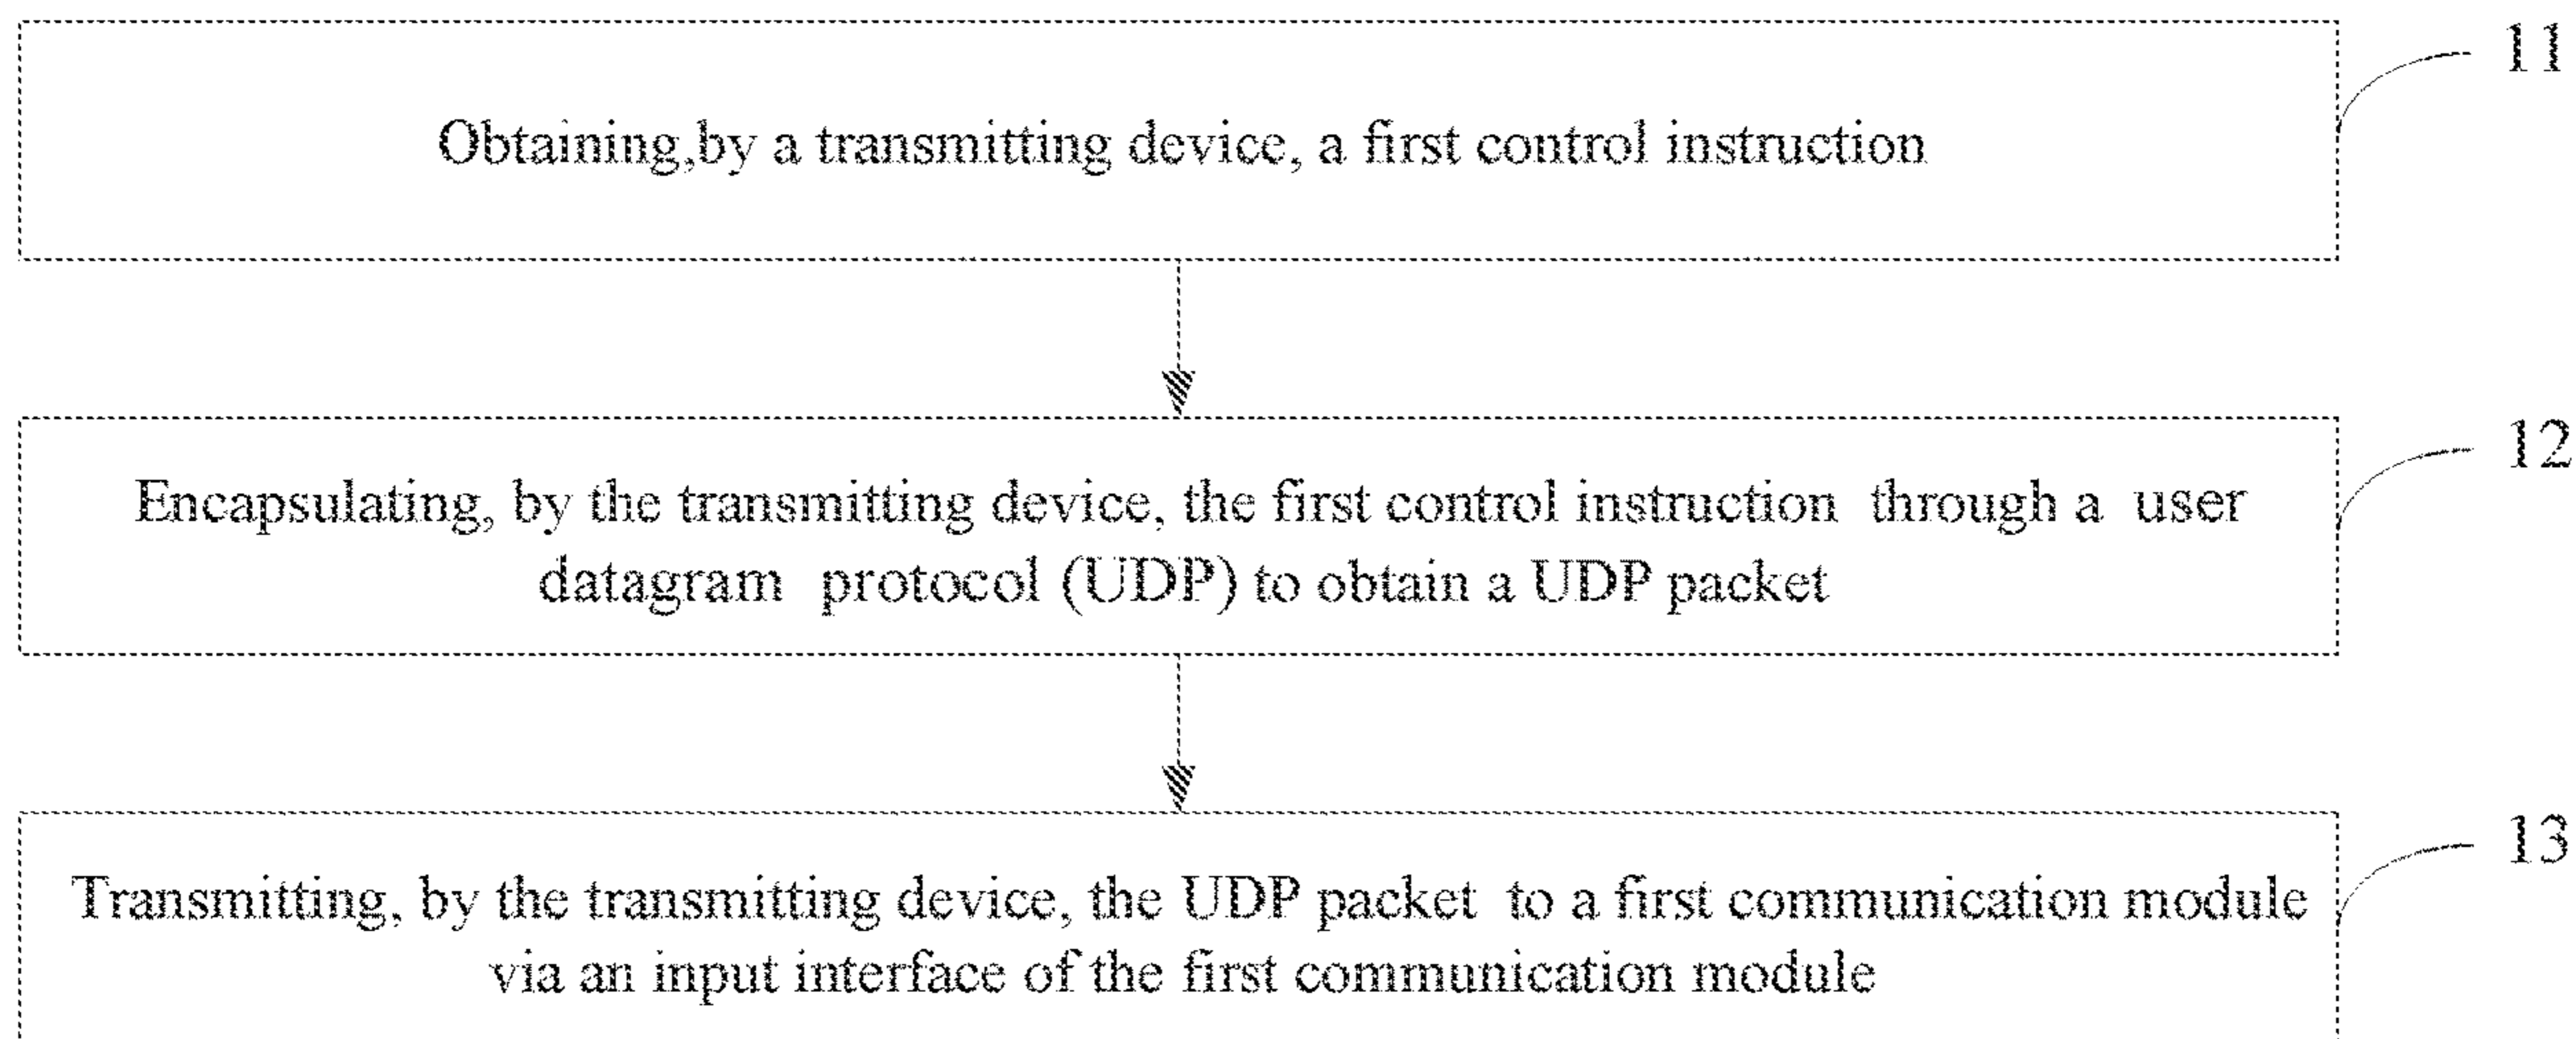 11
Obtaining,by a transmitting device, a first control instruction
12
Encapsulating, by the transmitting device, the first control instruction through a user
datagram protocol (UDP) to obtain a UDP packet
13
Transmitting, by the transmitting device, the UDP packet to a first communication module
via an input interface of the first communication module